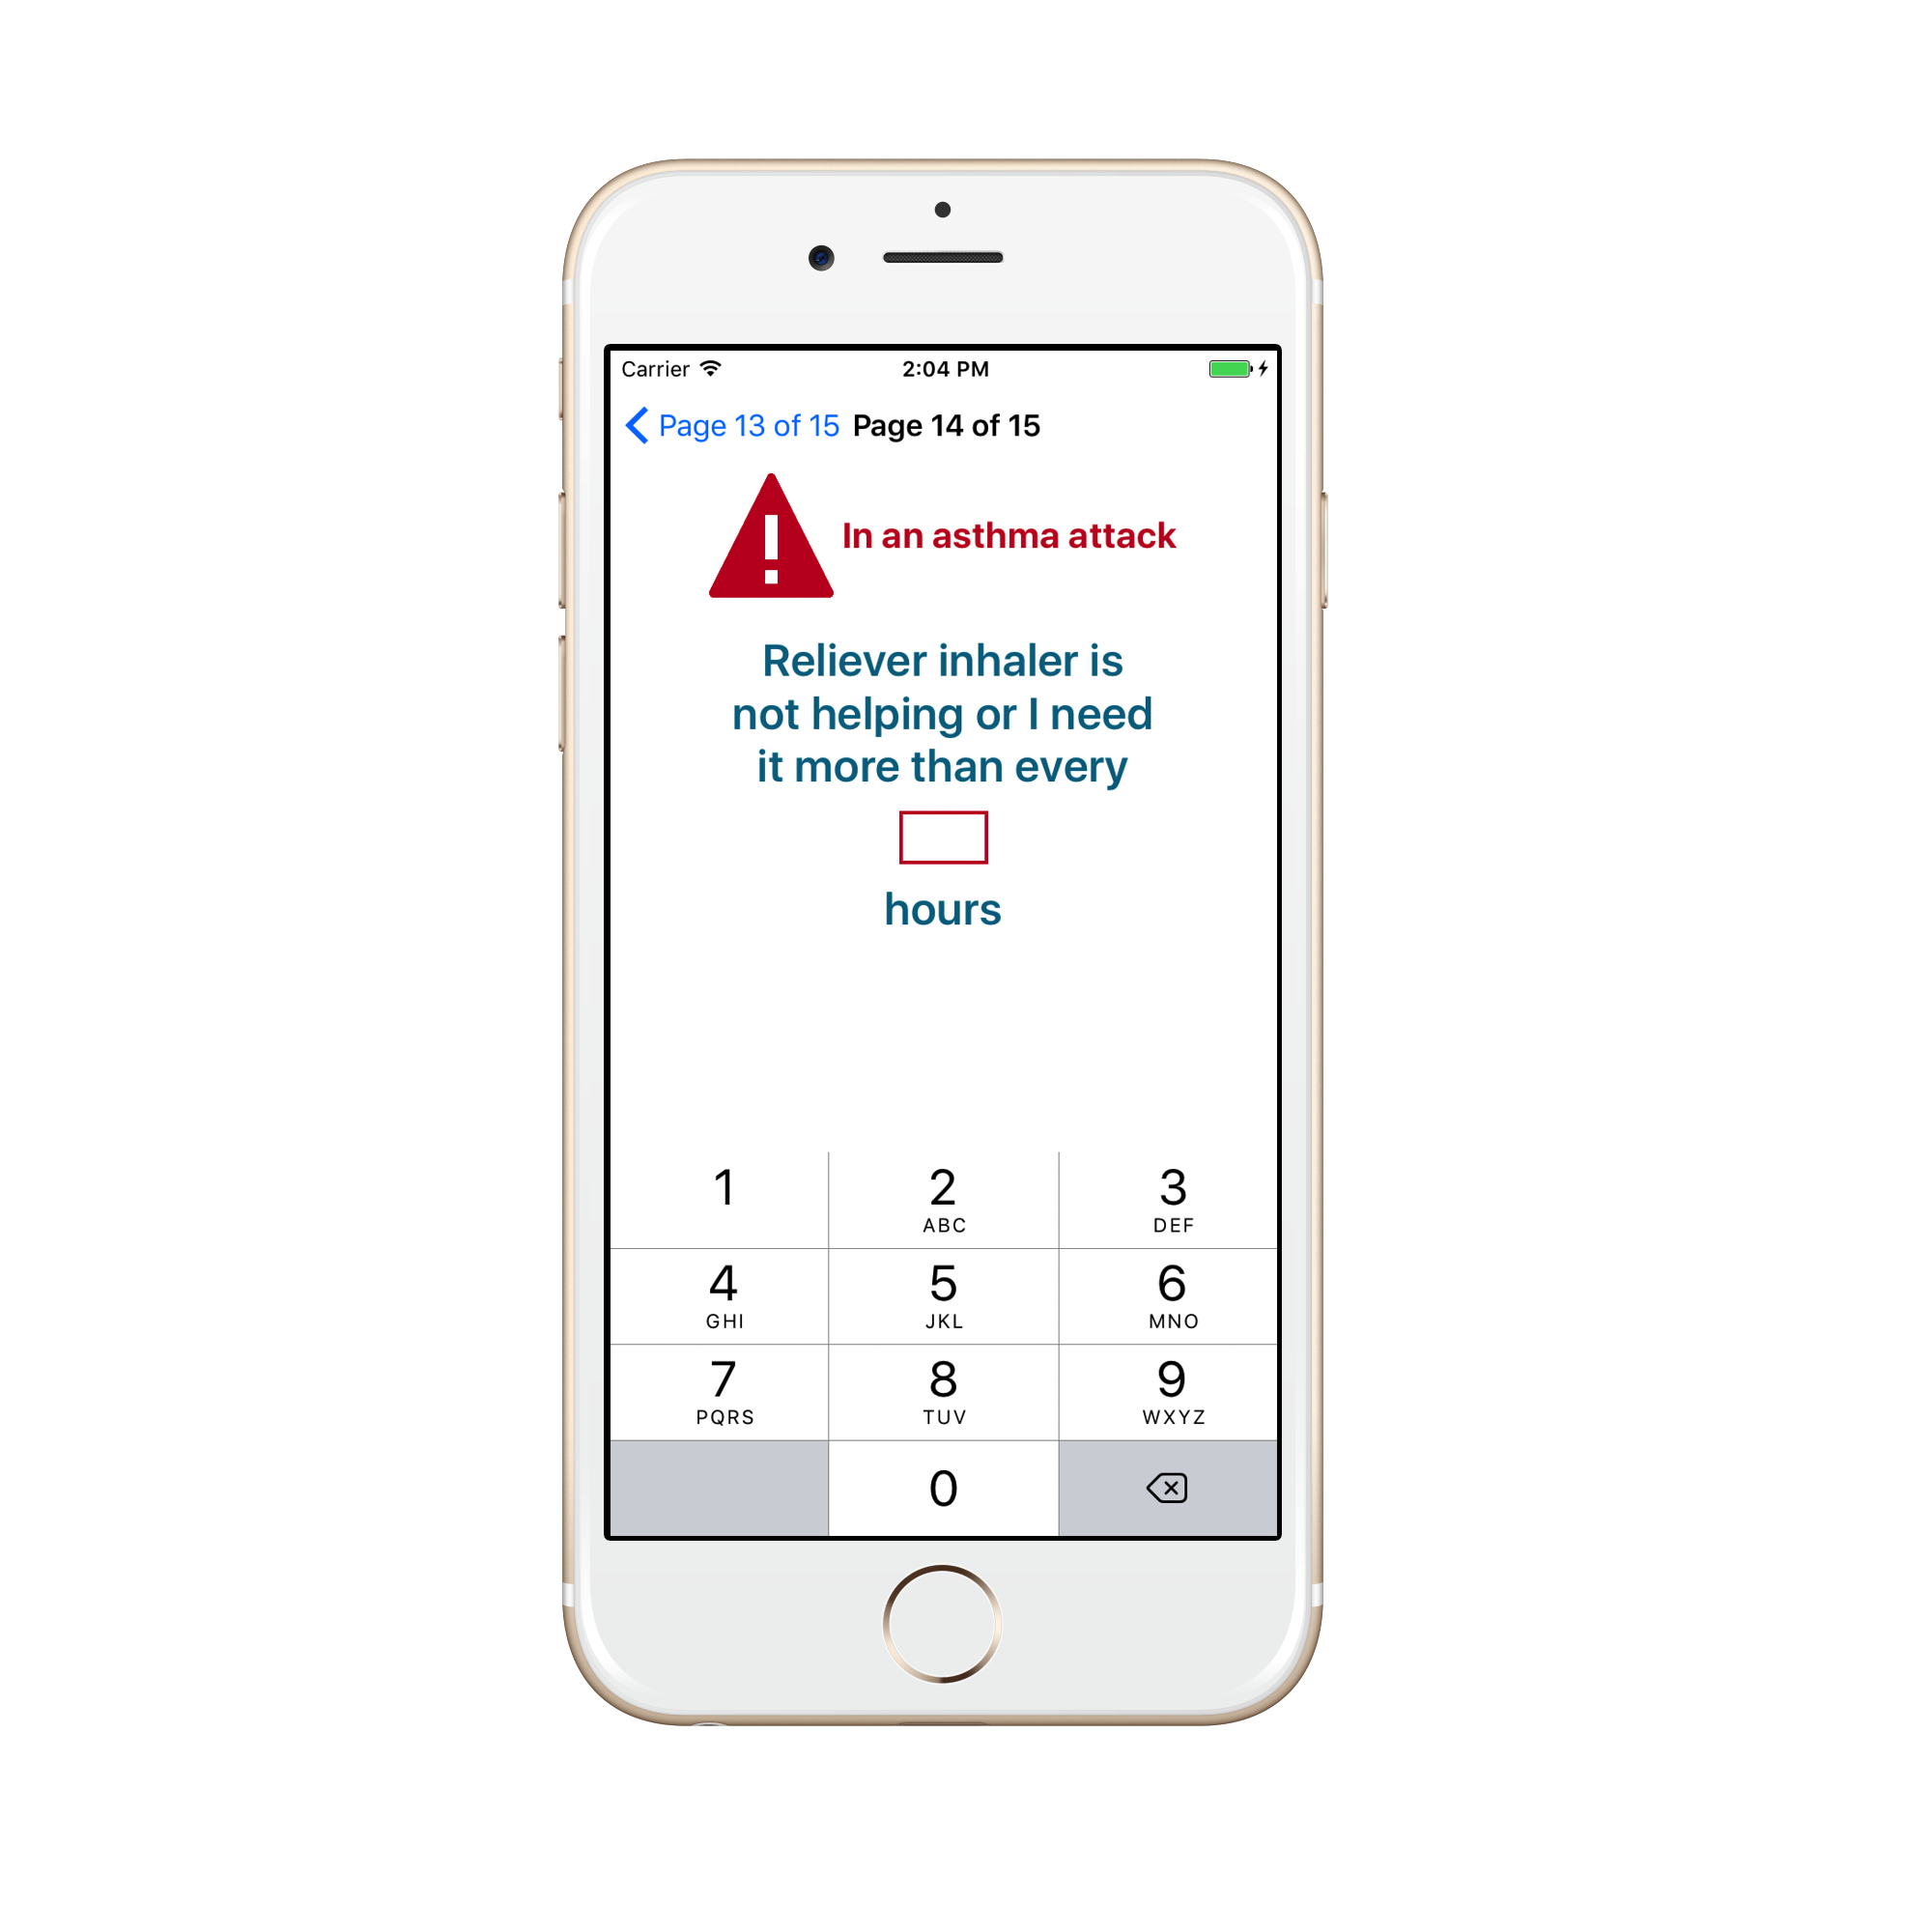 Carrier 2:04 PM
Page 13 of 15 Page 14 of 15
In an asthma attack
Reliever inhaler is
not helping or I need
it more than every
hours
1 2 3
ABC DEF
4 5 6
GHI JKL MNO
7 8 9
PQRS TUV WXYZ
0